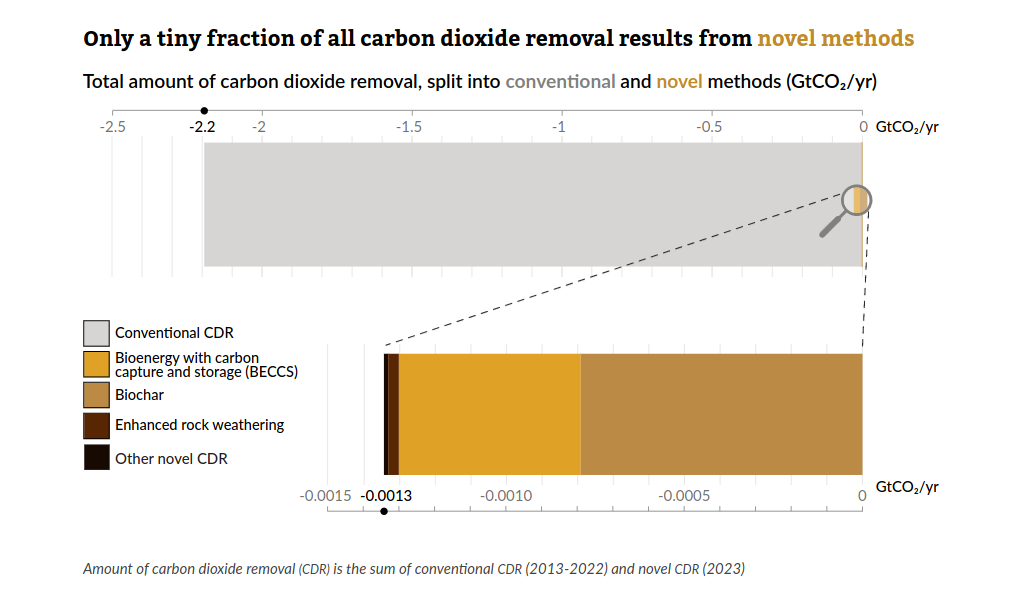 Only a tiny fraction of all carbon dioxide removal results from novel methods
Total amount of carbon dioxide removal, split into conventional and novel methods (GtCO₂/yr)
-2.5 -2.2 -2 -1.5 -1 -0.5 0 GtCO₂/yr
Conventional CDR
Bioenergy with carbon
capture and storage (BECCS)
Biochar
Enhanced rock weathering
Other novel CDR
-0.0015 -0.0013 -0.0010 -0.0005 0 GtCO₂/yr
Amount of carbon dioxide removal (CDR) is the sum of conventional CDR (2013-2022) and novel CDR (2023)